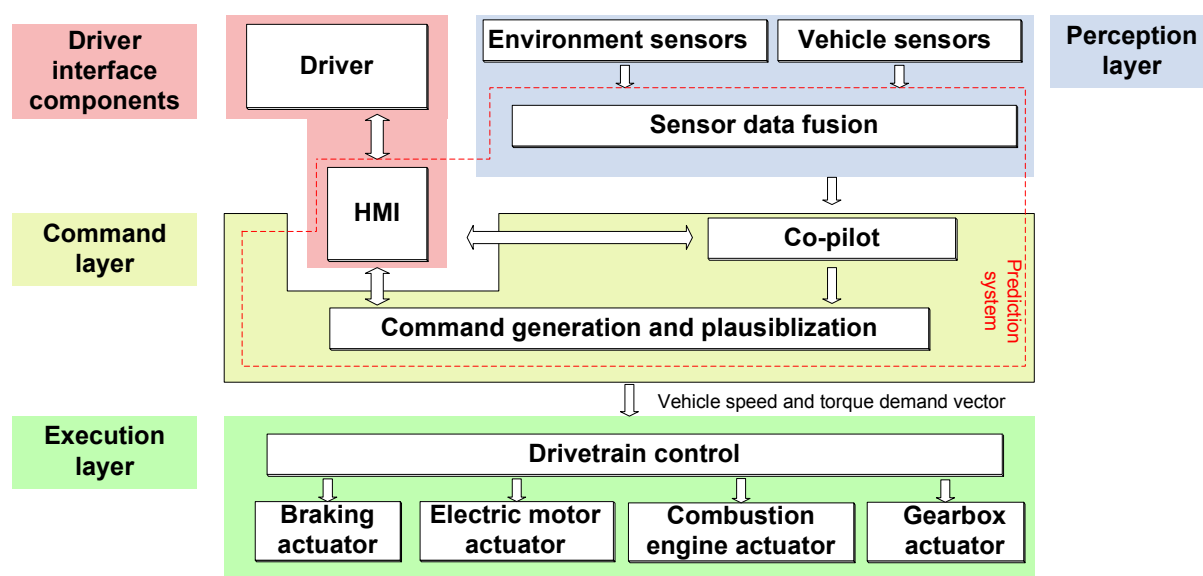 Driver
interface
components
Driver
Environment sensors
Vehicle sensors
Perception
layer
Sensor data fusion
HMI
Command
layer
Co-pilot
Prediction
system
Command generation and plausiblization
Vehicle speed and torque demand vector
Execution
layer
Drivetrain control
Braking
actuator
Electric motor
actuator
Combustion
engine actuator
Gearbox
actuator